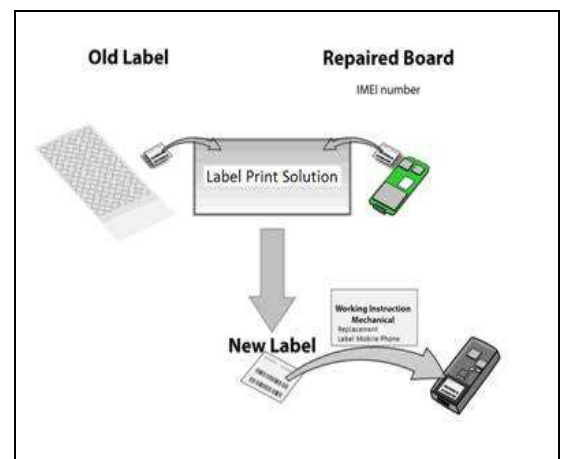 Old Label
Repaired Board
IMEI number
Label Print Solution
Working Instruction
Mechanical
Replacement
Label Mobile Phone
New Label